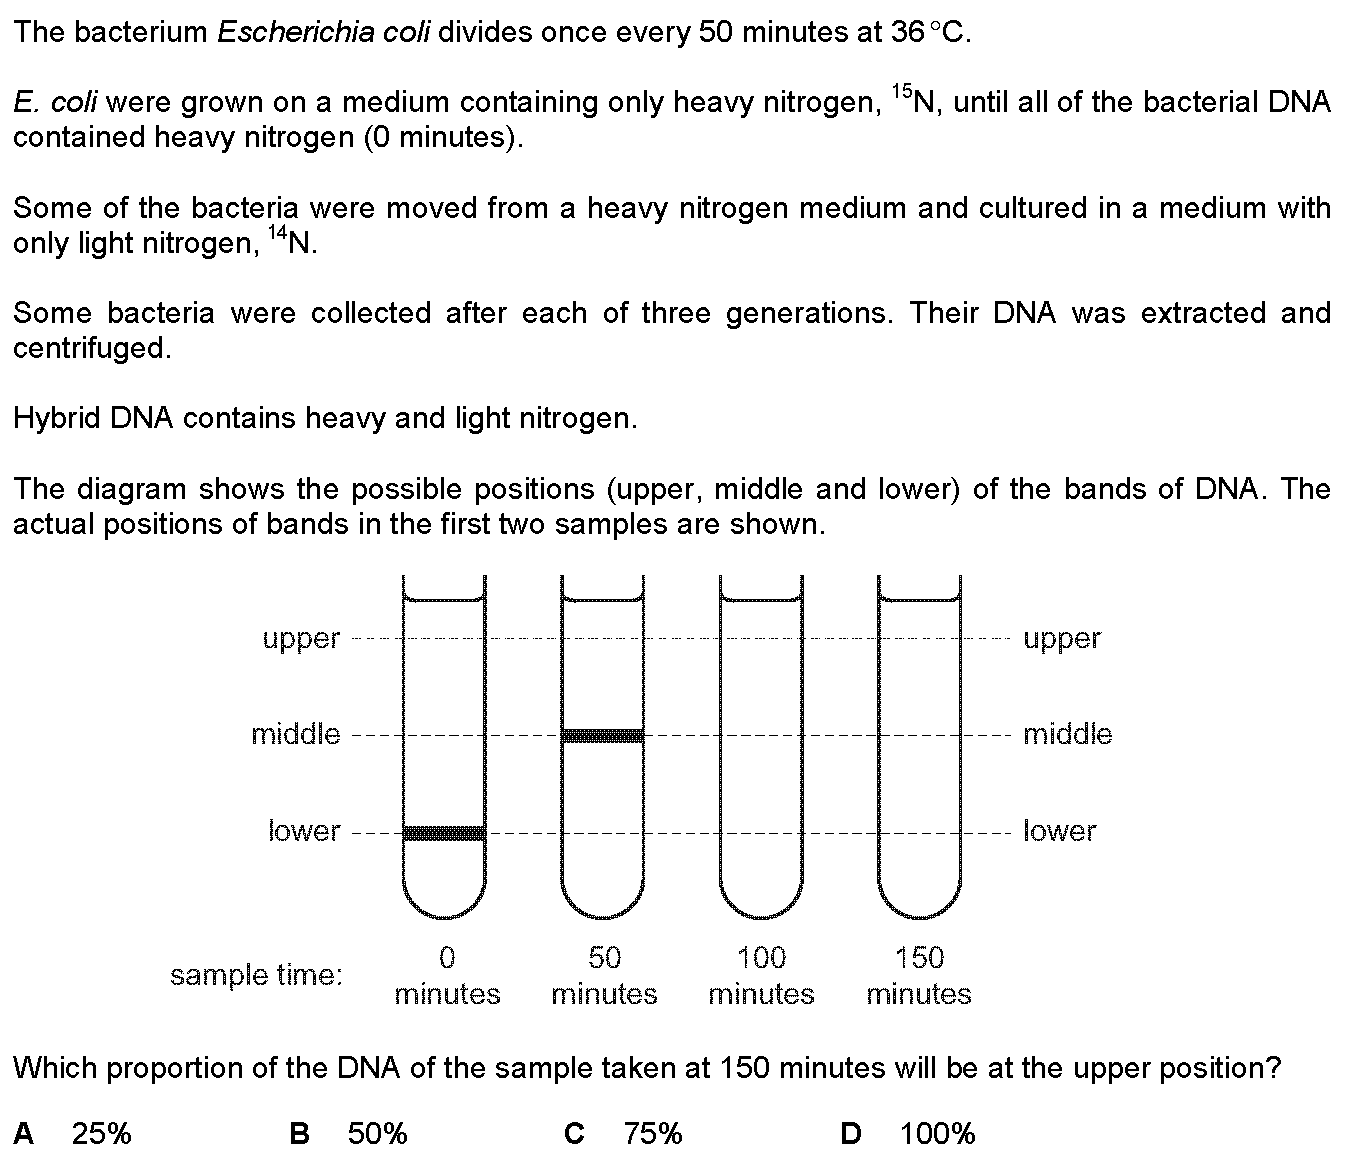 The bacterium Escherichia coli divides once every 50 minutes at 36 °C.
E. coli were grown on a medium containing only heavy nitrogen, ¹⁵N, until all of the bacterial DNA
contained heavy nitrogen (0 minutes).
Some of the bacteria were moved from a heavy nitrogen medium and cultured in a medium with
only light nitrogen, ¹⁴N.
Some bacteria were collected after each of three generations. Their DNA was extracted and
centrifuged.
Hybrid DNA contains heavy and light nitrogen.
The diagram shows the possible positions (upper, middle and lower) of the bands of DNA. The
actual positions of bands in the first two samples are shown.
upper upper
middle middle
lower lower
sample time: 0 minutes 50 minutes 100 minutes 150 minutes
Which proportion of the DNA of the sample taken at 150 minutes will be at the upper position?
A 25% B 50% C 75% D 100%